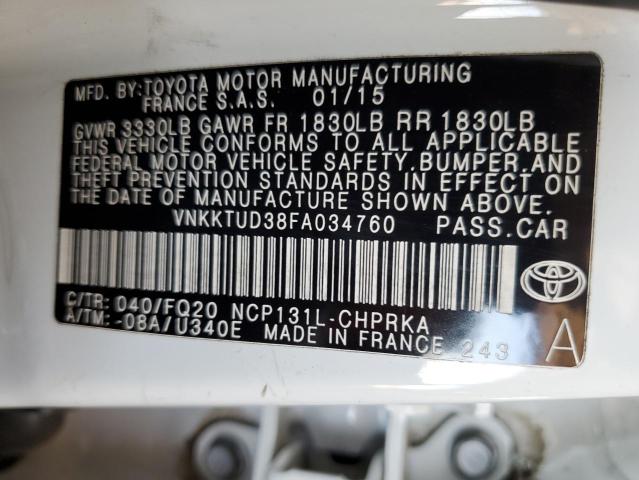 MFD. BY:TOYOTA MOTOR MANUFACTURING
FRANCE S.A.S. 01/15
GVWR 3330LB GAWR FR 1830LB RR 1830LB
THIS VEHICLE CONFORMS TO ALL APPLICABLE
FEDERAL MOTOR VEHICLE SAFETY,BUMPER,AND
THEFT PREVENTION STANDARDS IN EFFECT ON
THE DATE OF MANUFACTURE SHOWN ABOVE.
VNKKTUD38FA034760 PASS.CAR
C/TR: 040/FQ20 NCP131L-CHPRKA
A/TM: -08A/U340E MADE IN FRANCE 243
A